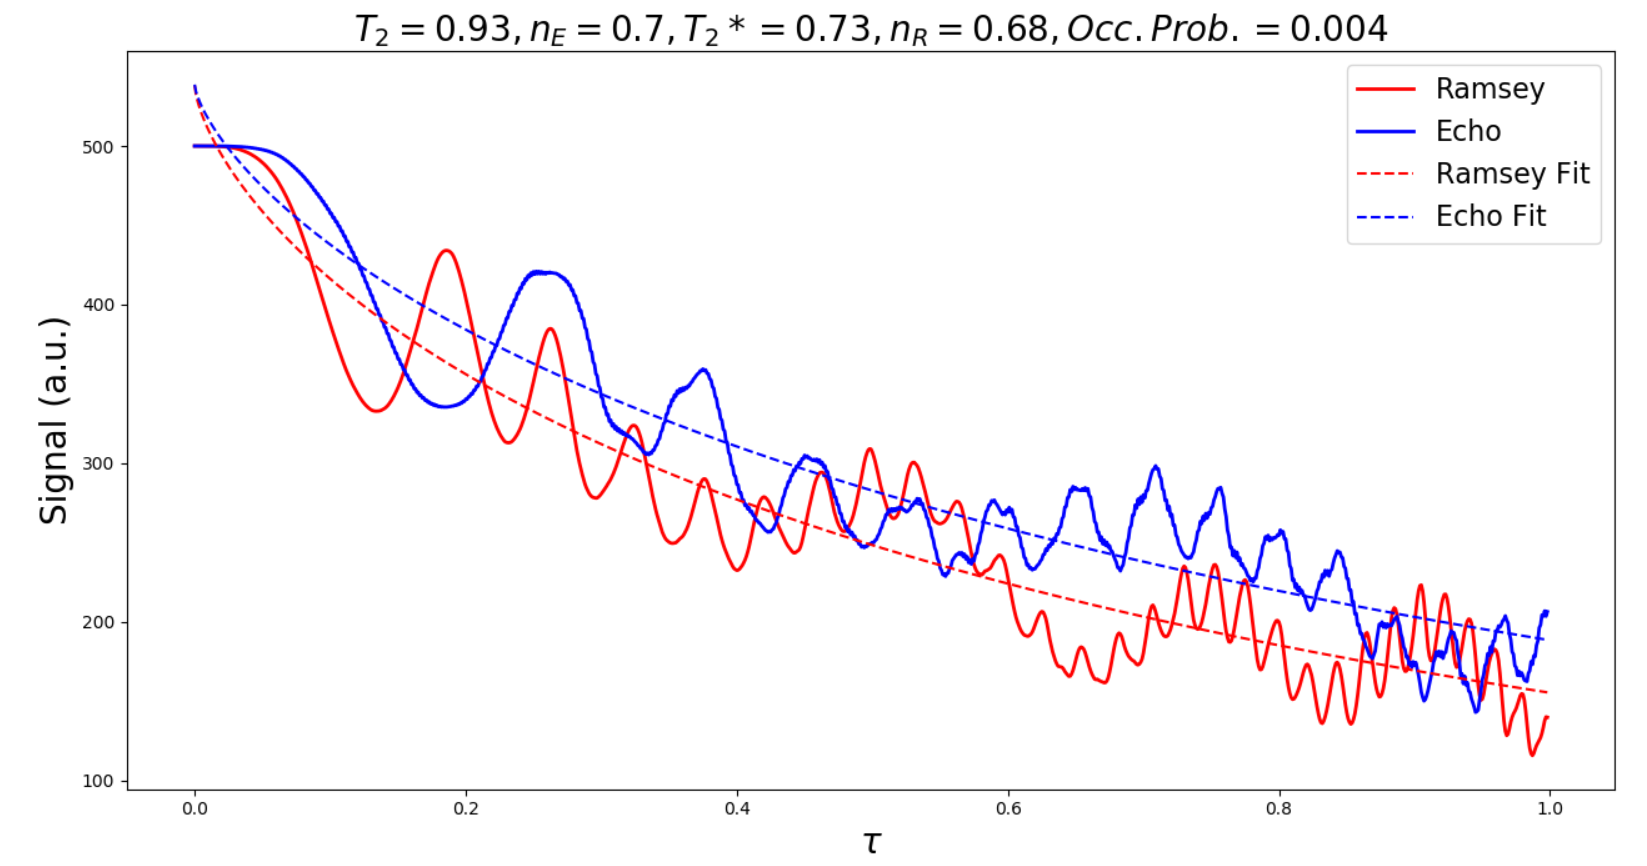 T₂ = 0.93, n_E = 0.7, T₂* = 0.73, n_R = 0.68, Occ. Prob. = 0.004
Ramsey
Echo
Ramsey Fit
Echo Fit
Signal (a.u.)
500
400
300
200
100
0.0 0.2 0.4 0.6 0.8 1.0
τ